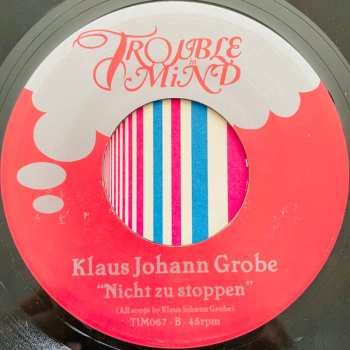 TROUBLE
IN
MiND
Klaus Johann Grobe
"Nicht zu stoppen"
(All songs by Klaus Johann Grobe)
TIM067 - B 45rpm